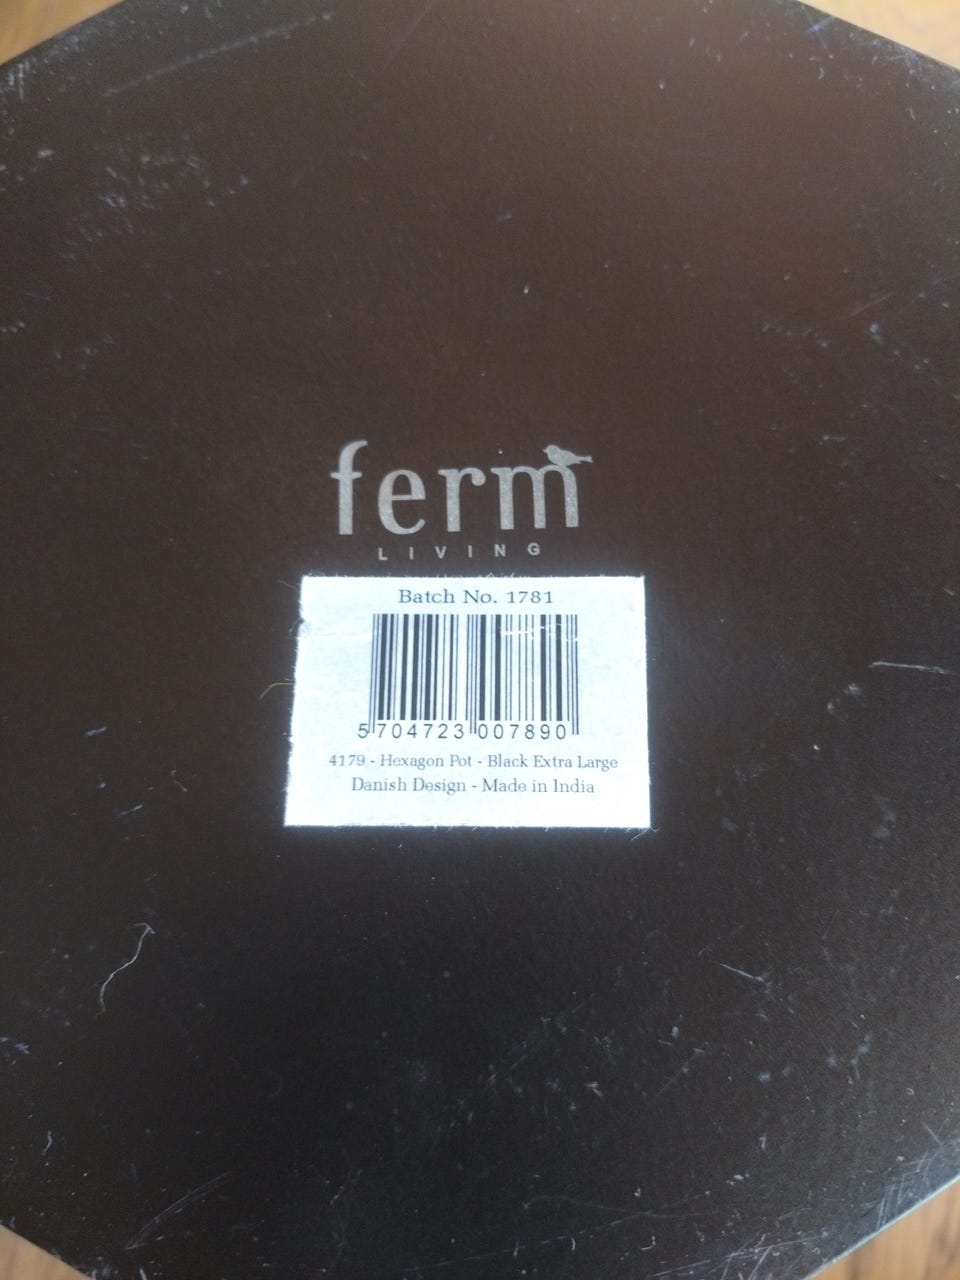 ferm
LIVING
Batch No. 1781
5 704723 007890
4179 - Hexagon Pot - Black Extra Large
Danish Design - Made in India